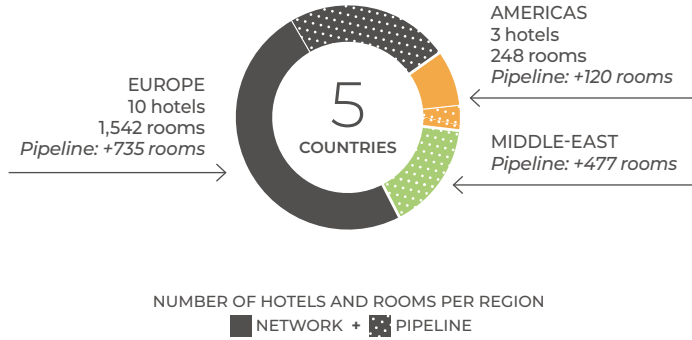 AMERICAS
3 hotels
248 rooms
Pipeline: +120 rooms
EUROPE
10 hotels
1,542 rooms
Pipeline: +735 rooms
5
COUNTRIES
MIDDLE-EAST
Pipeline: +477 rooms
NUMBER OF HOTELS AND ROOMS PER REGION
NETWORK + PIPELINE